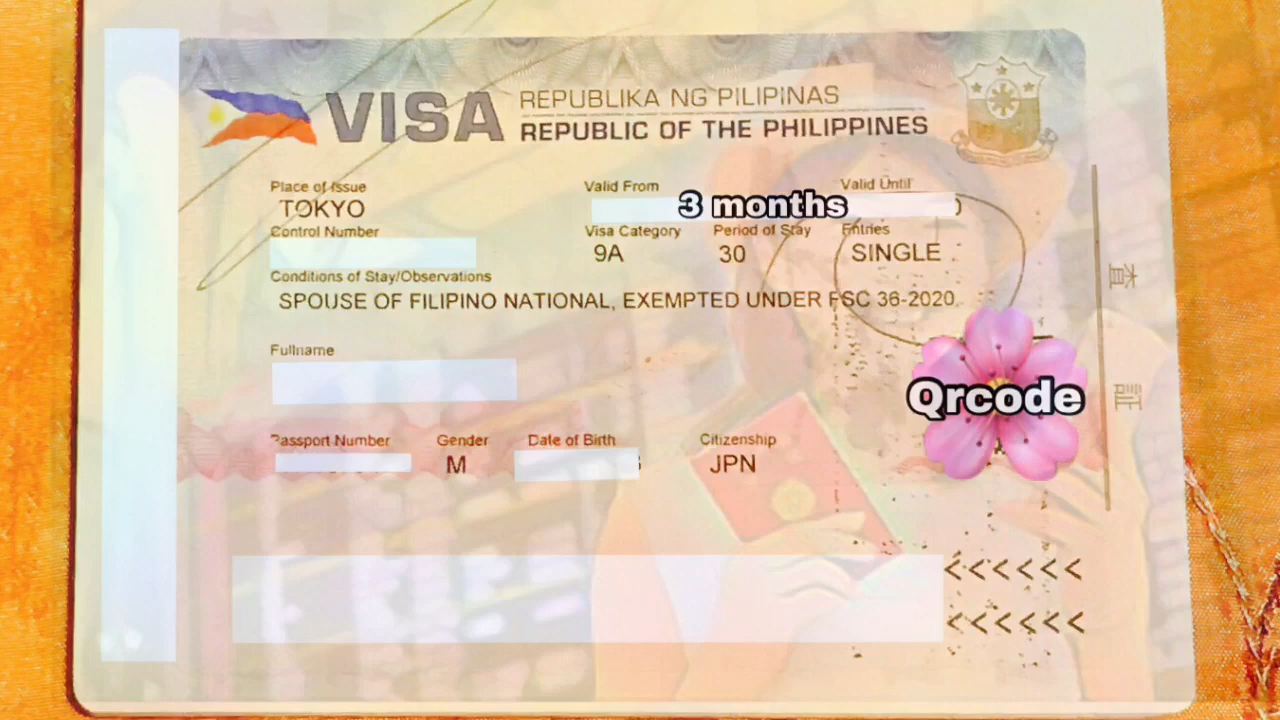 VISA
REPUBLIKA NG PILIPINAS
REPUBLIC OF THE PHILIPPINES
Place of Issue
TOKYO
Valid From
Valid Until
3 months
Control Number
Visa Category
9A
Period of Stay
30
Entries
SINGLE
Conditions of Stay/Observations
SPOUSE OF FILIPINO NATIONAL, EXEMPTED UNDER FSC 36-2020.
Fullname
Qrcode
Passport Number
Gender
M
Date of Birth
Citizenship
JPN
<<<<<<
<<<<<<
査
証